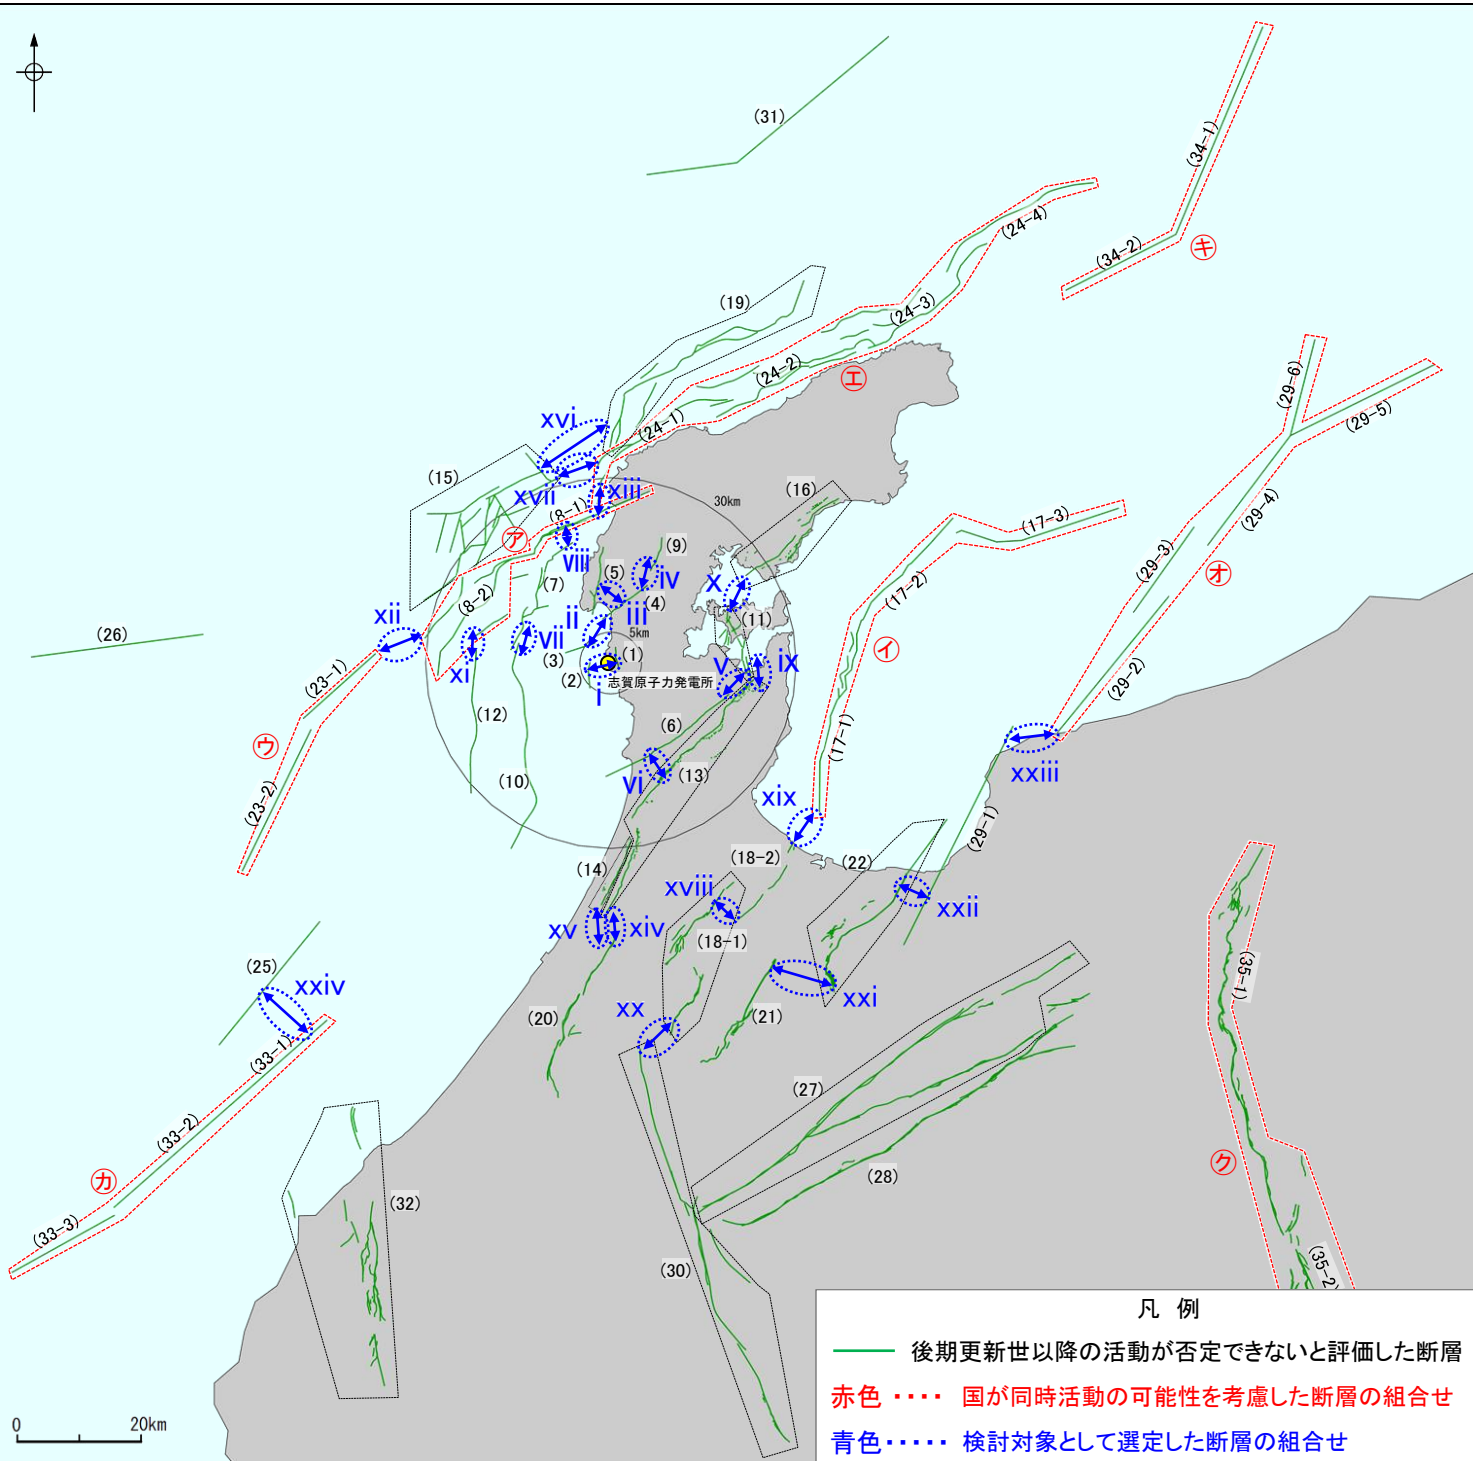 (31)
(34-1)
(34-2)
キ
(24-4)
(19)
(24-3)
(24-2)
エ
(24-1)
xvi
(29-6)
(29-5)
(15)
xvii
xiii
(16)
30km
(8-1)
ア
(29-4)
(17-3)
viii
(9)
(29-3)
オ
(7)
(5)
iv
x
(17-2)
(8-2)
(4)
ii
iii
(11)
xii
(26)
vii
5km
イ
xi
(3)
(1)
v
ix
(23-1)
(2)
i
志賀原子力発電所
(29-2)
(12)
(6)
(17-1)
ウ
xxiii
(10)
vi
(13)
(23-2)
xix
(29-1)
(14)
(18-2)
(22)
xviii
xxii
xv
xiv
(18-1)
(25)
xxiv
xxi
(35-1)
xx
(20)
(21)
(33-1)
(27)
(33-2)
カ
(28)
ク
(32)
(33-3)
(30)
(35-2)
凡 例
後期更新世以降の活動が否定できないと評価した断層
赤色 ・・・・ 国が同時活動の可能性を考慮した断層の組合せ
青色・・・・・ 検討対象として選定した断層の組合せ
0 20km